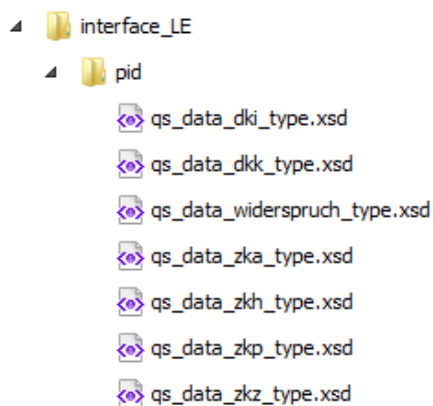 interface_LE
pid
qs_data_dki_type.xsd
qs_data_dkk_type.xsd
qs_data_widerspruch_type.xsd
qs_data_zka_type.xsd
qs_data_zkh_type.xsd
qs_data_zkp_type.xsd
qs_data_zkz_type.xsd